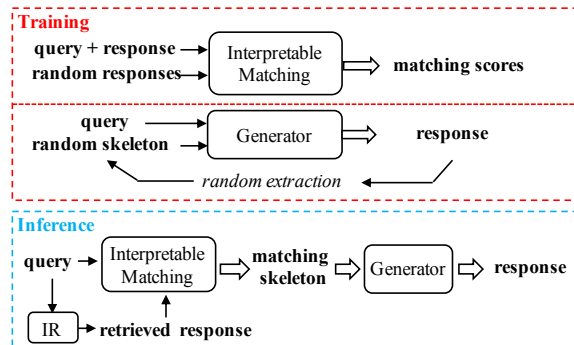 Training
query + response
random responses
Interpretable
Matching
matching scores
query
random skeleton
Generator
response
random extraction
Inference
query
Interpretable
Matching
matching
skeleton
Generator
response
IR
retrieved response